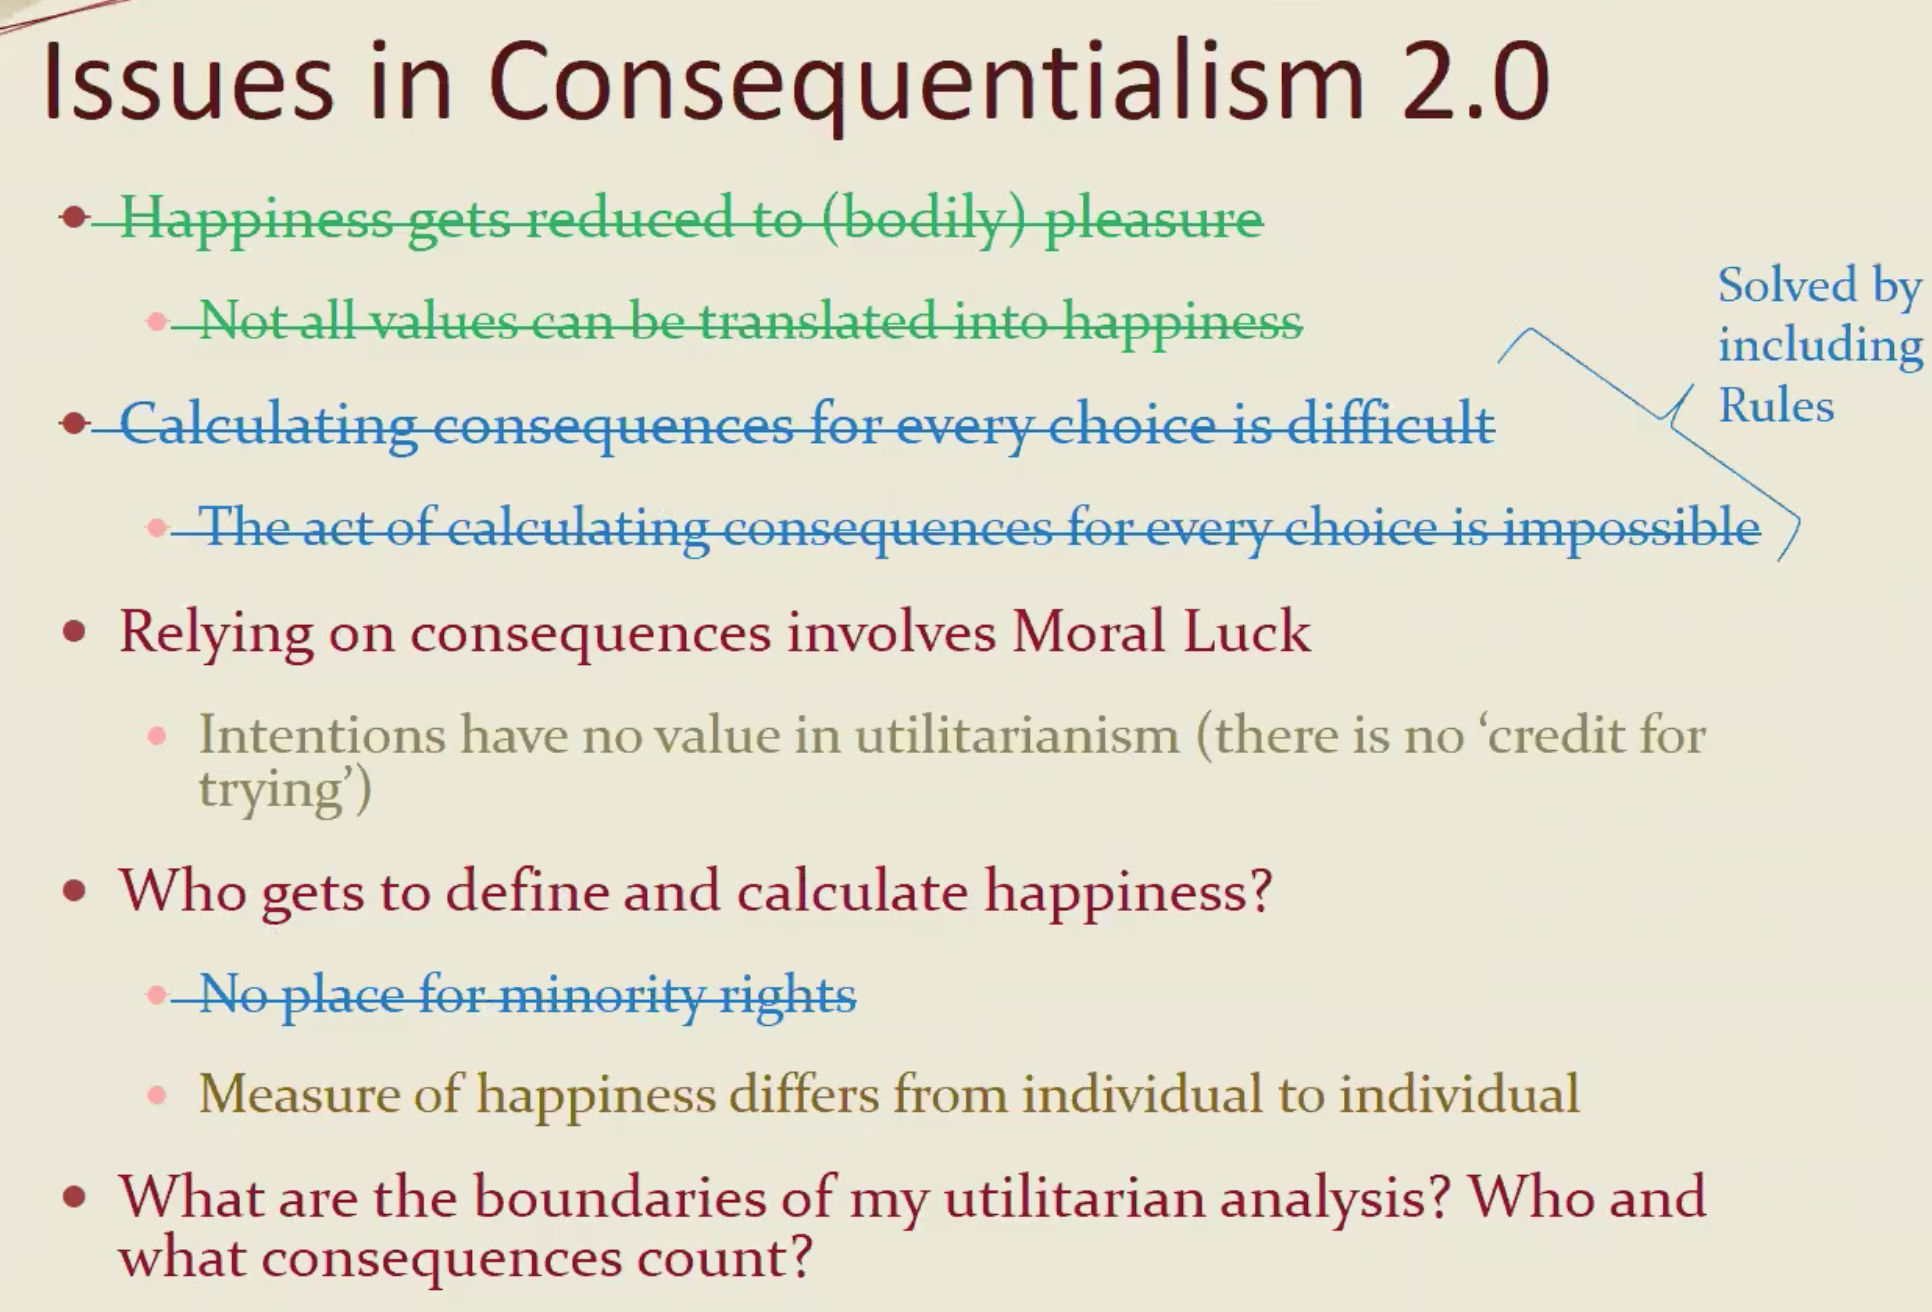 Issues in Consequentialism 2.0
Happiness gets reduced to (bodily) pleasure
Not all values can be translated into happiness
Calculating consequences for every choice is difficult
The act of calculating consequences for every choice is impossible
Solved by
including
Rules
Relying on consequences involves Moral Luck
Intentions have no value in utilitarianism (there is no ‘credit for
trying’)
Who gets to define and calculate happiness?
No place for minority rights
Measure of happiness differs from individual to individual
What are the boundaries of my utilitarian analysis? Who and
what consequences count?